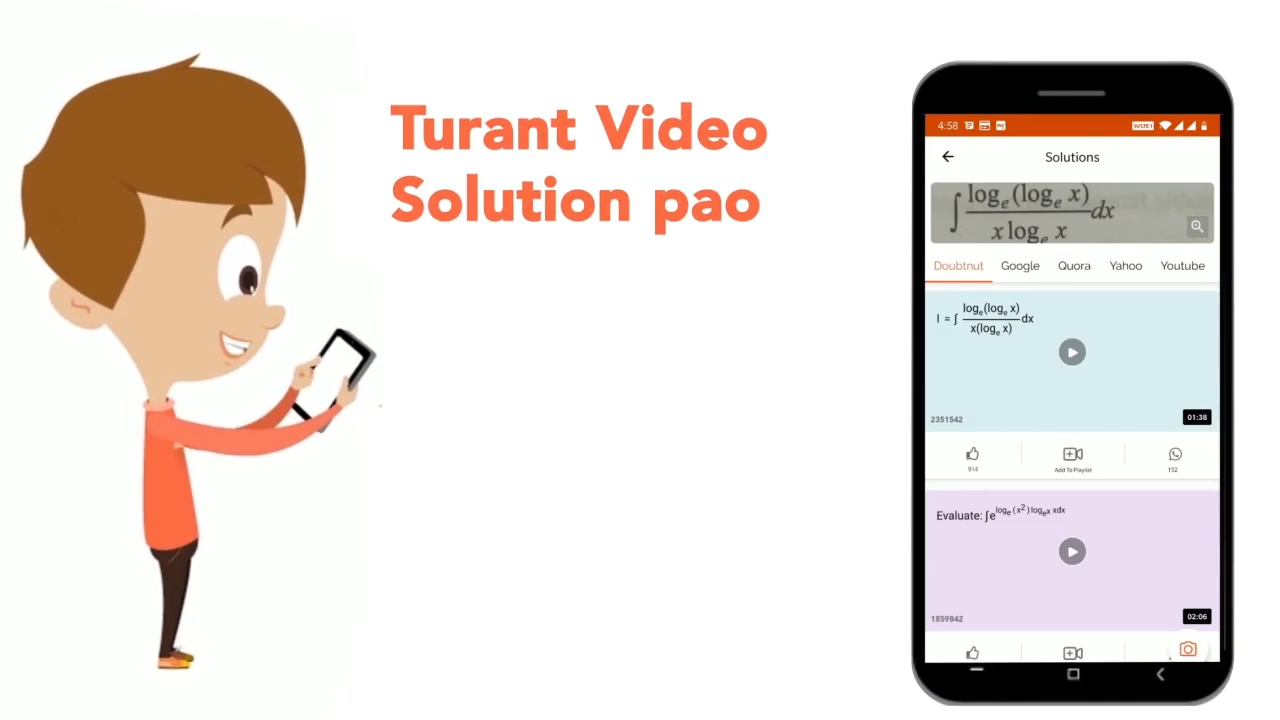 Turant Video
Solution pao
4:58
Solutions
∫ logₑ(logₑ x) / x logₑ x dx
Doubtnut Google Quora Yahoo Youtube
I = ∫ logₑ(logₑ x) / x(logₑ x) dx
2351542 01:38
914 Add To Playlist 152
Evaluate: ∫e^logₑ(x²)logₑx xdx
1859842 02:06